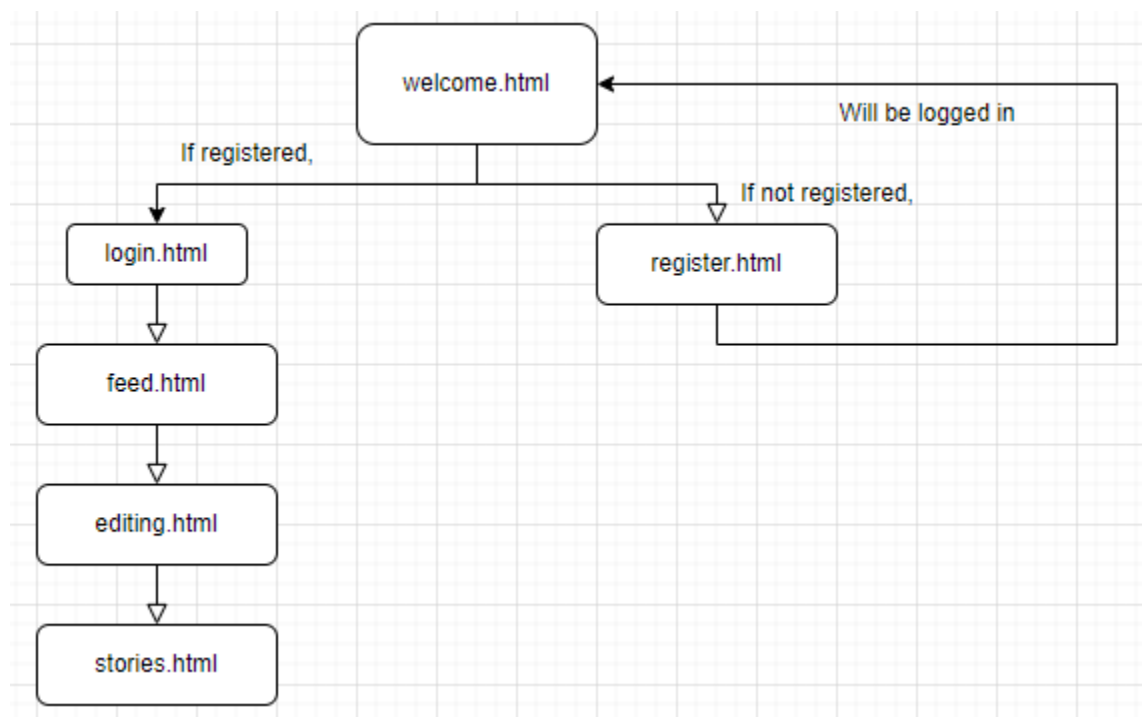 welcome.html
Will be logged in
If registered,
If not registered,
login.html
register.html
feed.html
editing.html
stories.html